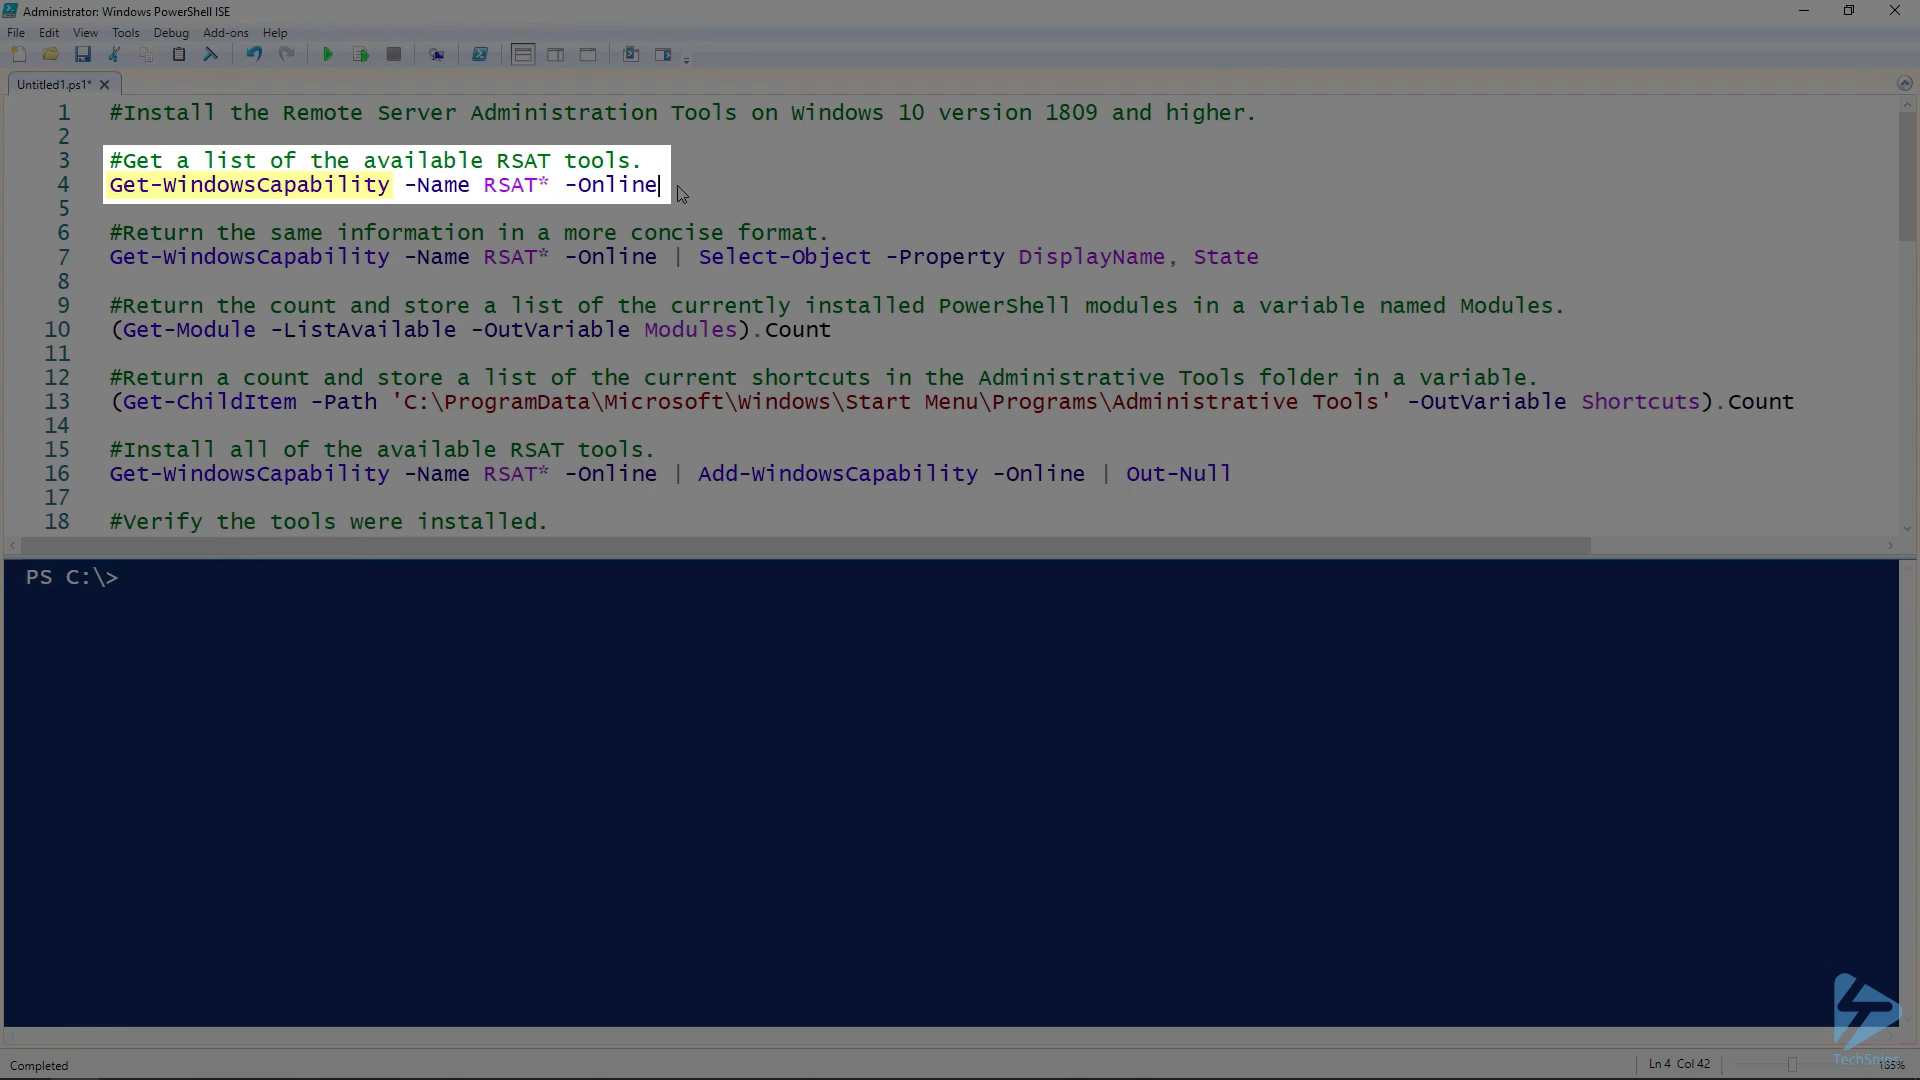 Administrator: Windows PowerShell ISE
File Edit View Tools Debug Add-ons Help
Untitled1.ps1*
1 #Install the Remote Server Administration Tools on Windows 10 version 1809 and higher.
2
3 #Get a list of the available RSAT tools.
4 Get-WindowsCapability -Name RSAT* -Online
5
6 #Return the same information in a more concise format.
7 Get-WindowsCapability -Name RSAT* -Online | Select-Object -Property DisplayName, State
8
9 #Return the count and store a list of the currently installed PowerShell modules in a variable named Modules.
10 (Get-Module -ListAvailable -OutVariable Modules).Count
11
12 #Return a count and store a list of the current shortcuts in the Administrative Tools folder in a variable.
13 (Get-ChildItem -Path 'C:\ProgramData\Microsoft\Windows\Start Menu\Programs\Administrative Tools' -OutVariable Shortcuts).Count
14
15 #Install all of the available RSAT tools.
16 Get-WindowsCapability -Name RSAT* -Online | Add-WindowsCapability -Online | Out-Null
17
18 #Verify the tools were installed.
PS C:\>
TechSnips
Completed
Ln 4 Col 42